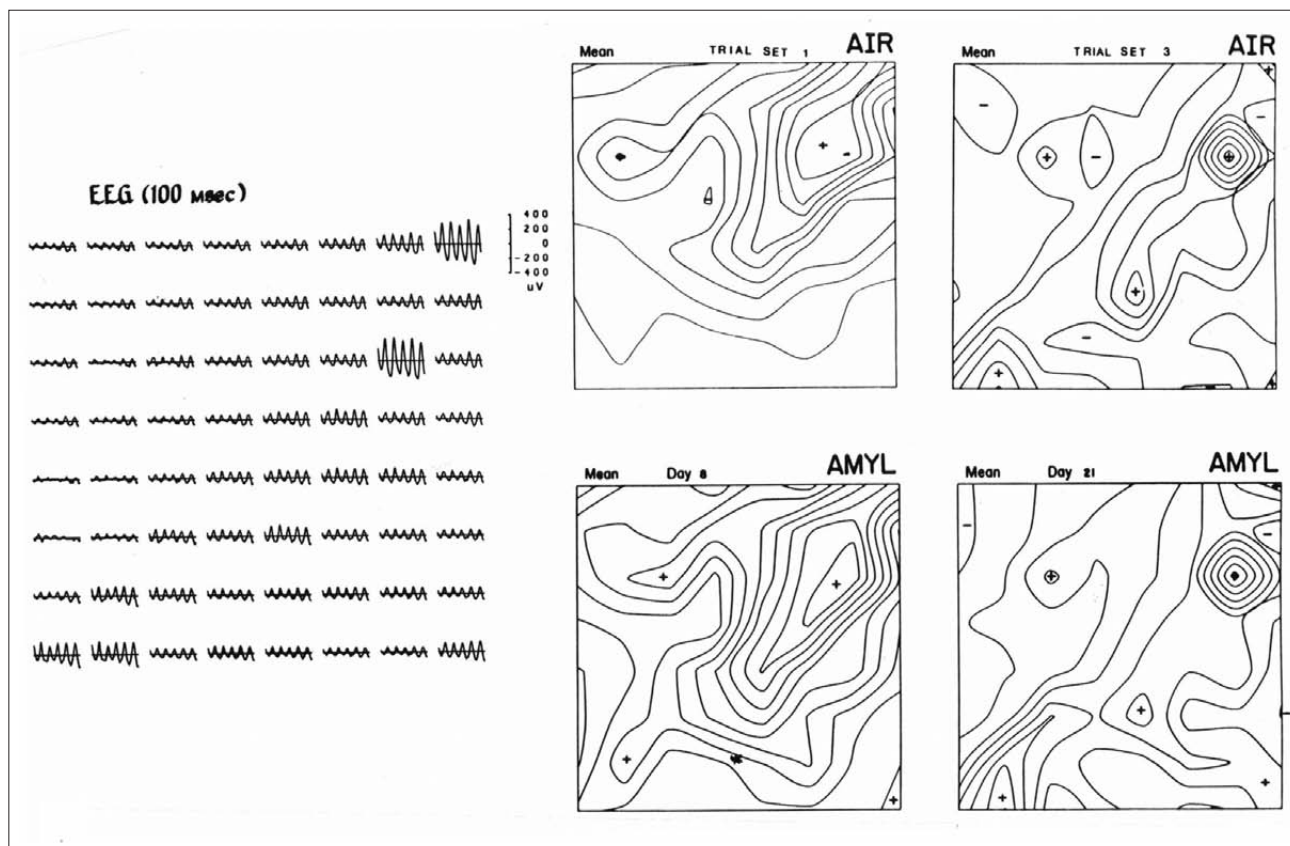 EEG (100 Msec)
400
200
0
-200
-400
uV
Mean TRIAL SET 1 AIR
Mean TRIAL SET 3 AIR
Mean Day 8 AMYL
Mean Day 21 AMYL